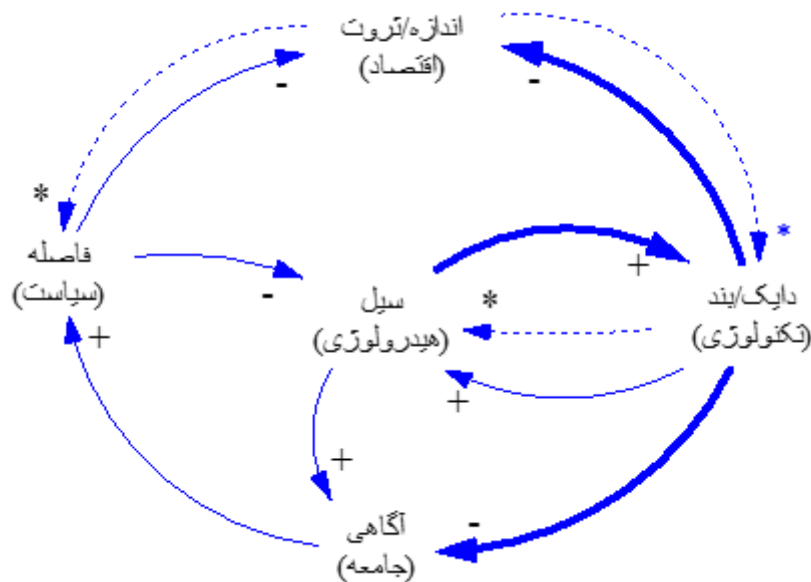 اندازه/ثروت
(اقتصاد)
-
-
*
*
فاصله
(سیاست)
-
+
دایک/بند
(تکنولوژی)
سیل
(هیدرولوژی)
*
+
+
+
آگاهی
(جامعه)
-